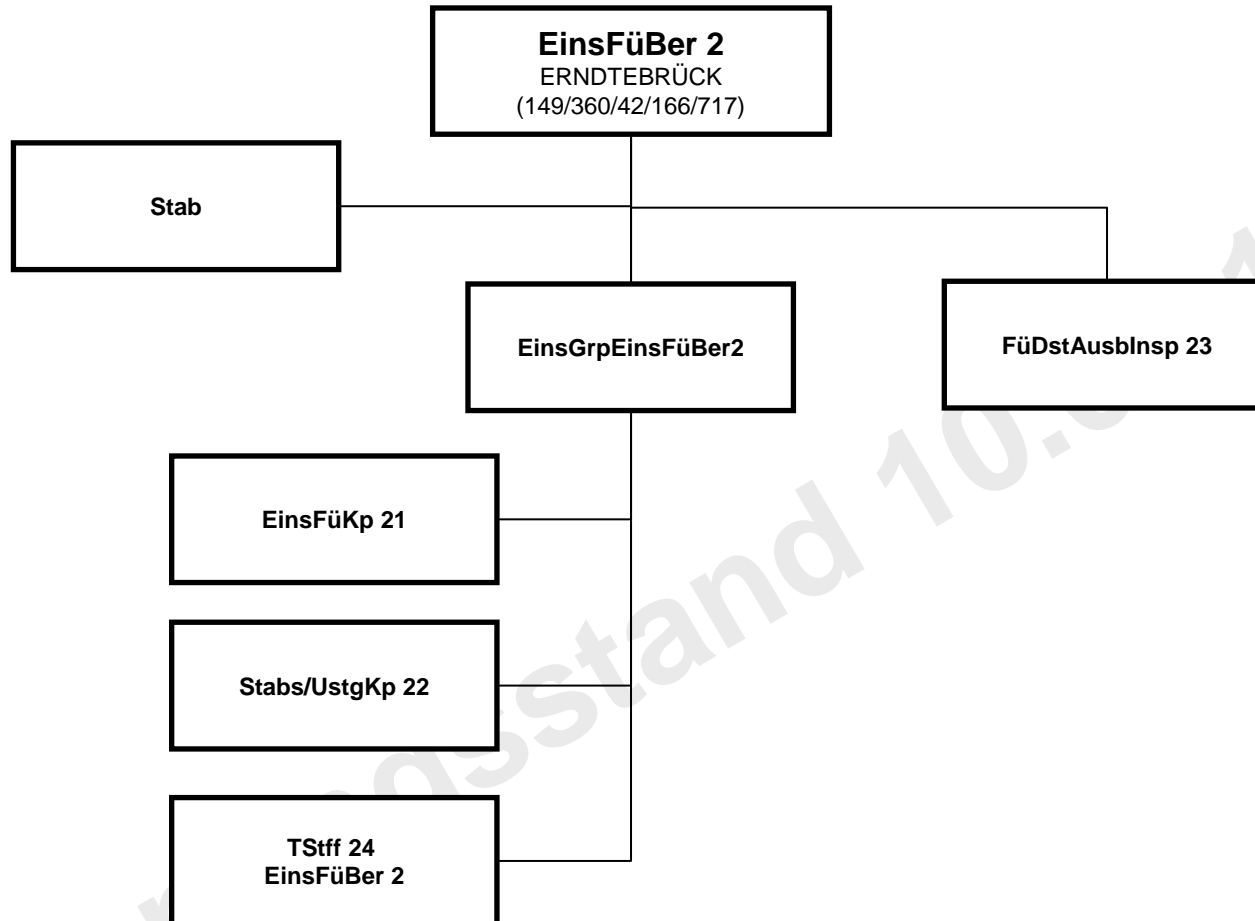 EinsFüBer 2
ERNDTEBRÜCK
(149/360/42/166/717)
Stab
EinsGrpEinsFüBer2
FüDstAusbInsp 23
EinsFüKp 21
Stabs/UstgKp 22
TStff 24
EinsFüBer 2